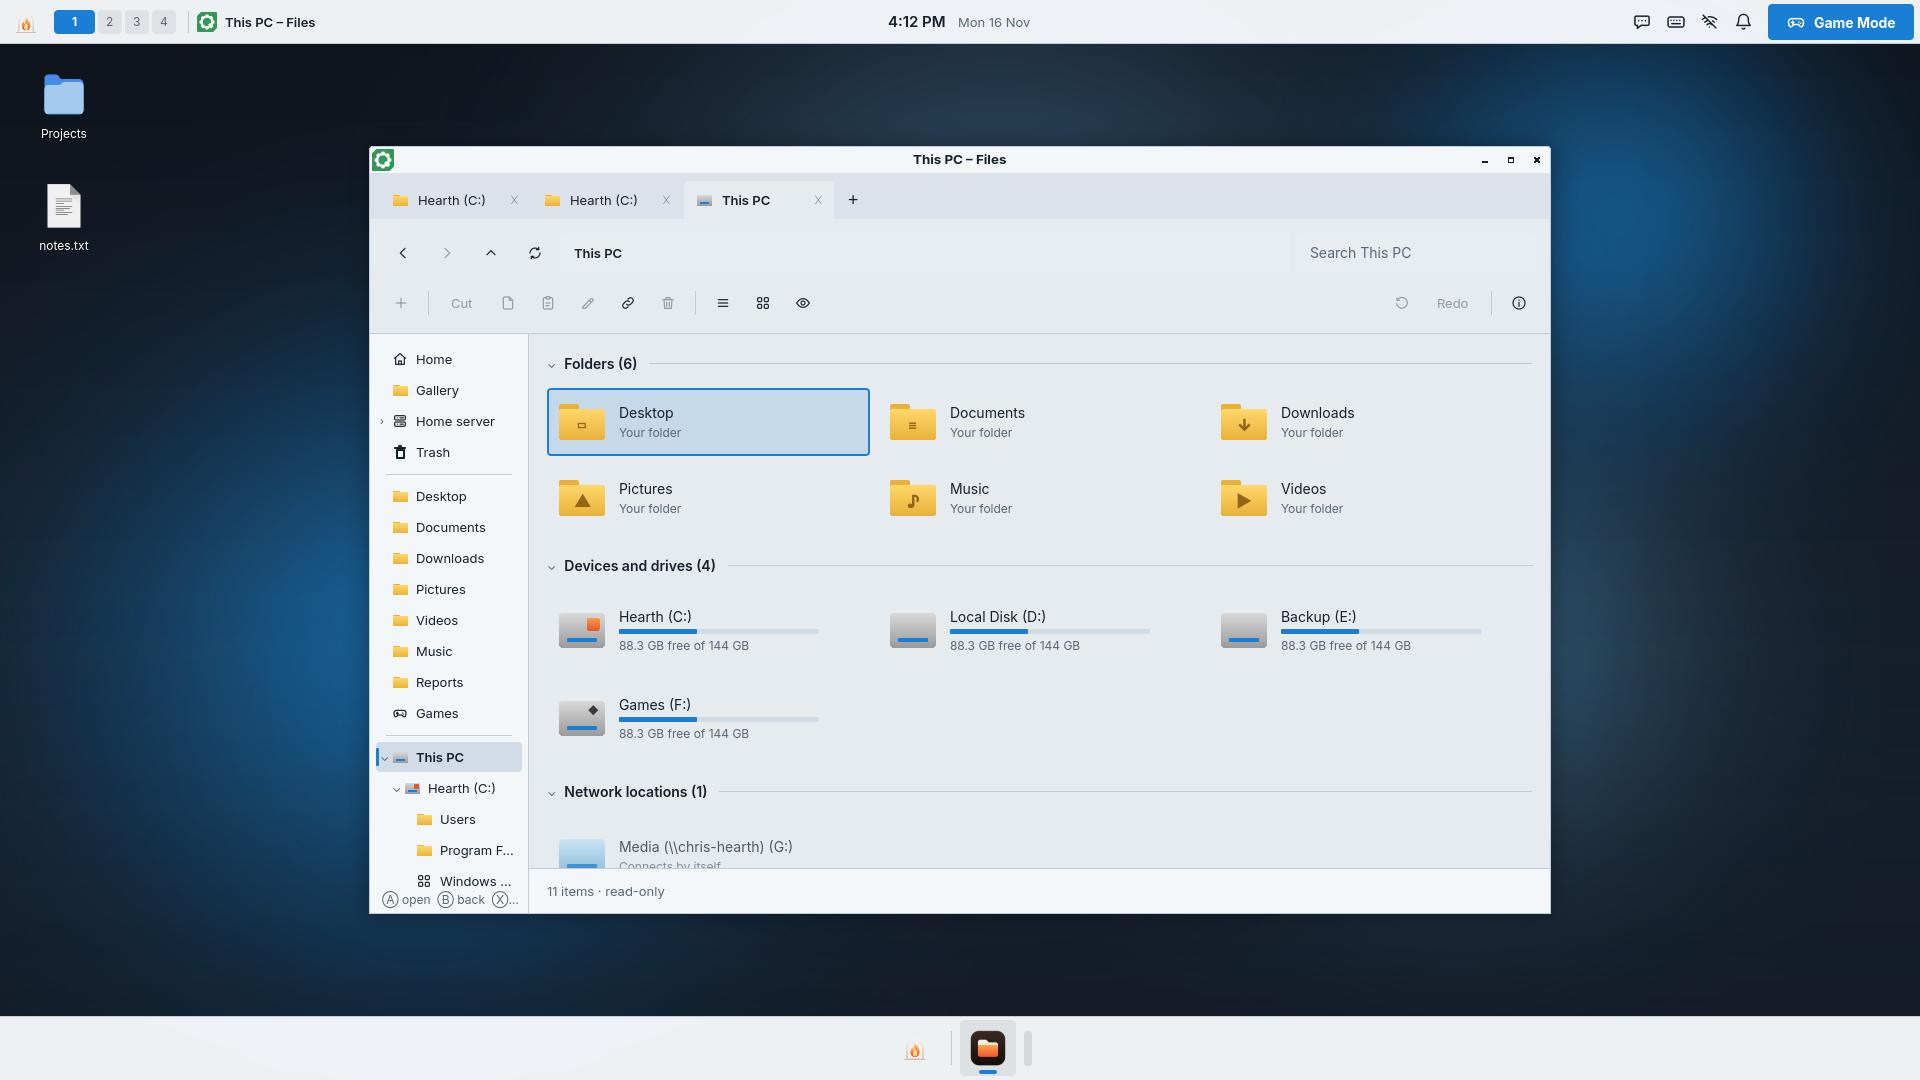 1 2 3 4 This PC – Files 4:12 PM Mon 16 Nov Game Mode
Projects
notes.txt
This PC – Files
Hearth (C:) X Hearth (C:) X This PC X +
This PC
Search This PC
Cut
Redo
Home
Gallery
Home server
Trash
Desktop
Documents
Downloads
Pictures
Videos
Music
Reports
Games
This PC
Hearth (C:)
Users
Program F...
Windows ...
A open B back X...
Folders (6)
Desktop
Your folder
Documents
Your folder
Downloads
Your folder
Pictures
Your folder
Music
Your folder
Videos
Your folder
Devices and drives (4)
Hearth (C:)
88.3 GB free of 144 GB
Local Disk (D:)
88.3 GB free of 144 GB
Backup (E:)
88.3 GB free of 144 GB
Games (F:)
88.3 GB free of 144 GB
Network locations (1)
Media (\\chris-hearth) (G:)
Connects by itself
11 items · read-only